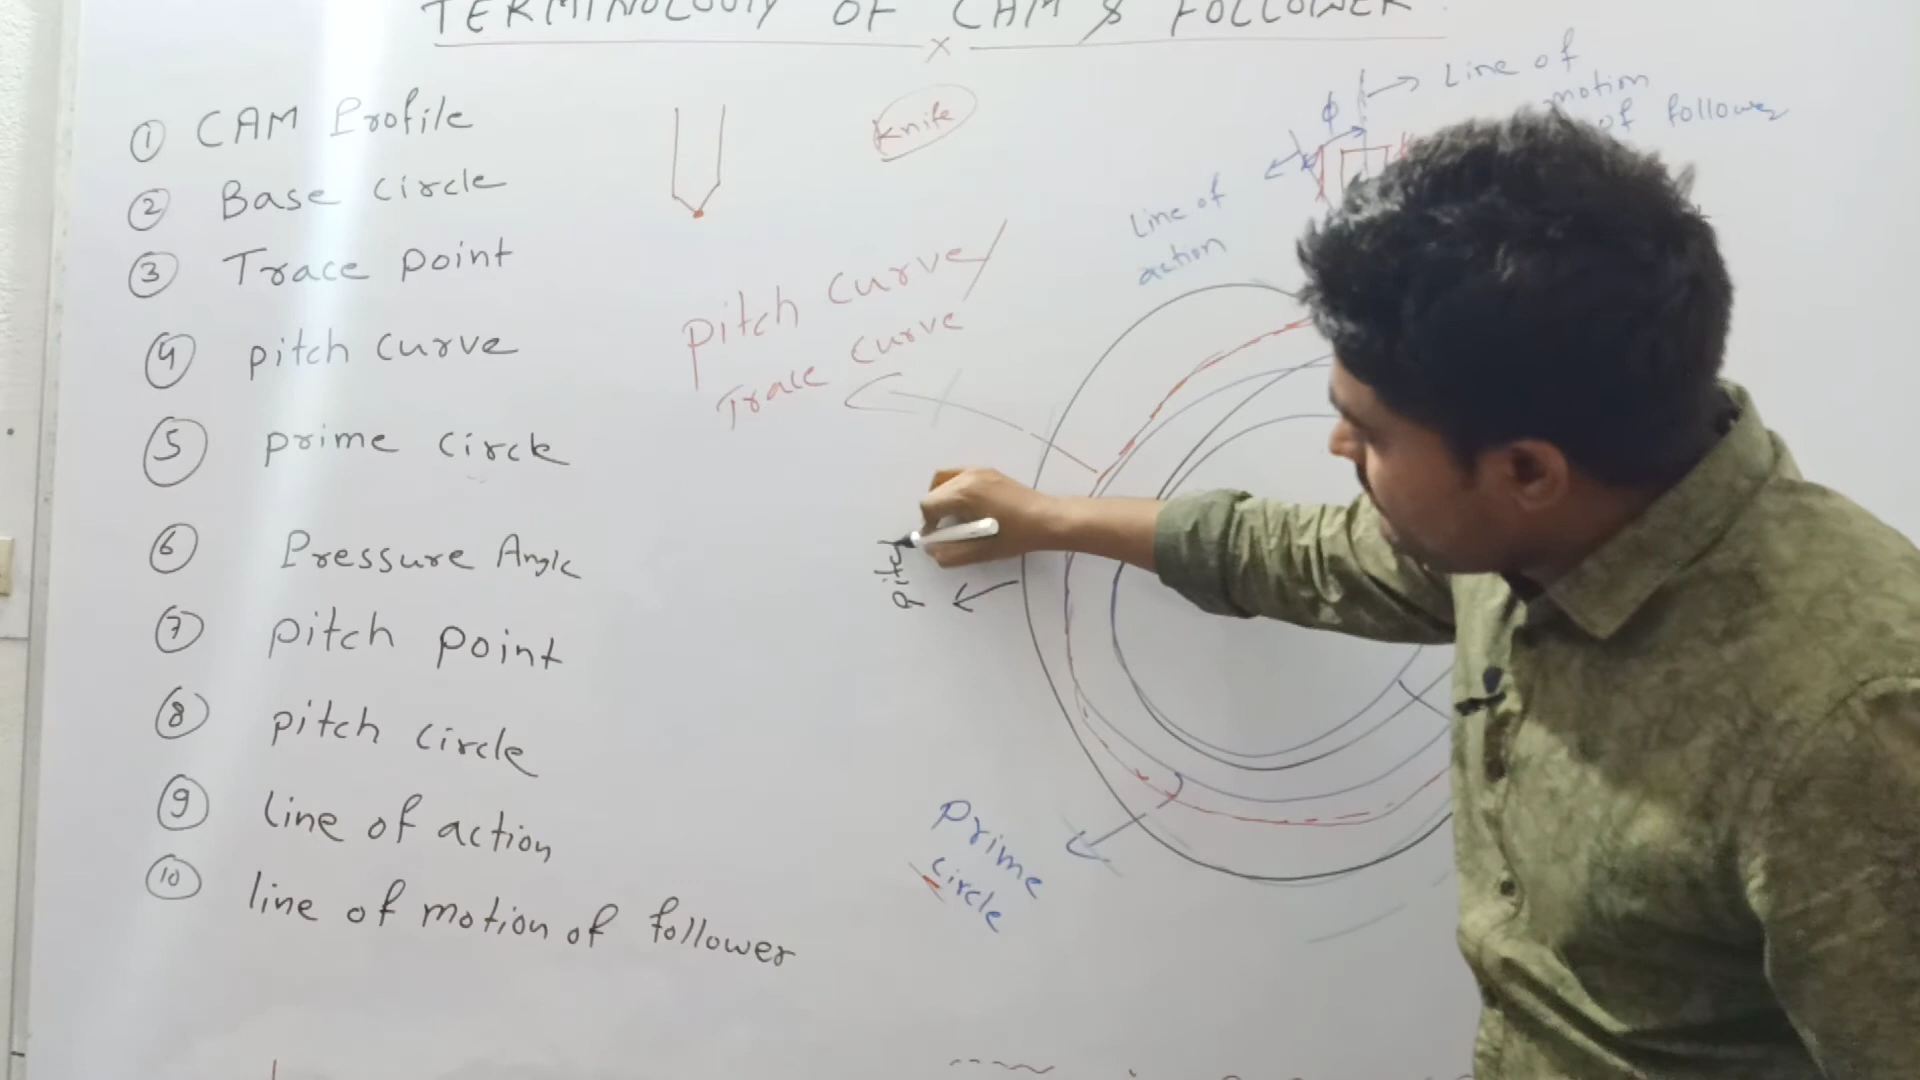 TERMINOLOGY OF CAM & FOLLOWER
① CAM Profile
② Base circle
③ Trace point
④ pitch curve
⑤ prime circle
⑥ Pressure Angle
⑦ pitch point
⑧ pitch circle
⑨ line of action
⑩ line of motion of follower
knife
pitch curve/
Trace curve
ϕ
Line of
motion
of follower
Line of
action
pitc
Prime
circle